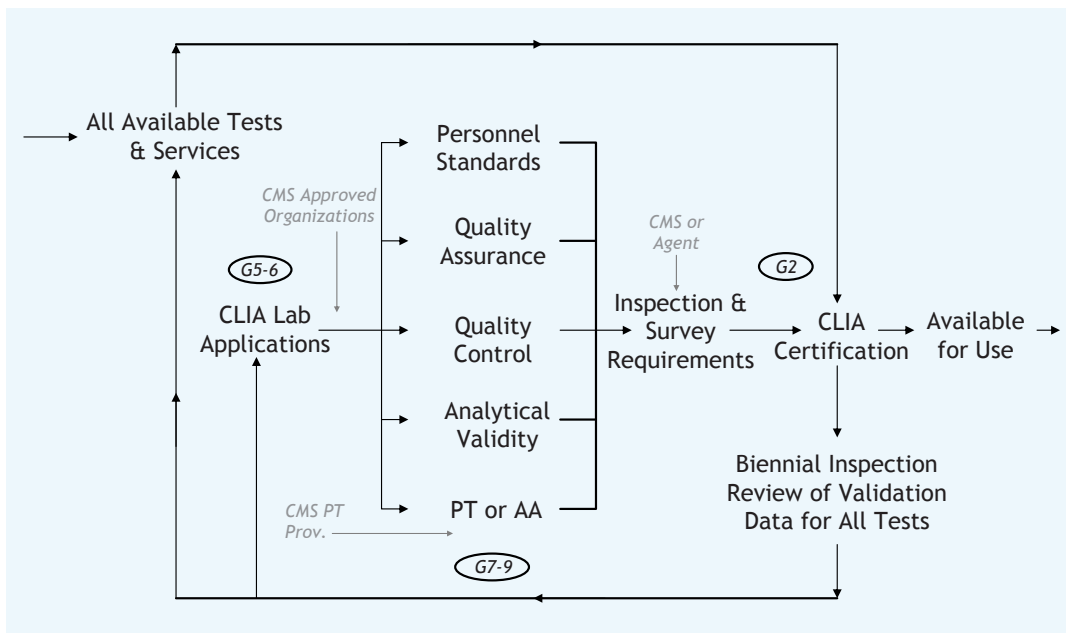 All Available Tests
& Services
CMS Approved
Organizations
G5-6
CLIA Lab
Applications
Personnel
Standards
Quality
Assurance
Quality
Control
Analytical
Validity
PT or AA
CMS PT
Prov.
G7-9
CMS or
Agent
Inspection &
Survey
Requirements
G2
CLIA
Certification
Available
for Use
Biennial Inspection
Review of Validation
Data for All Tests